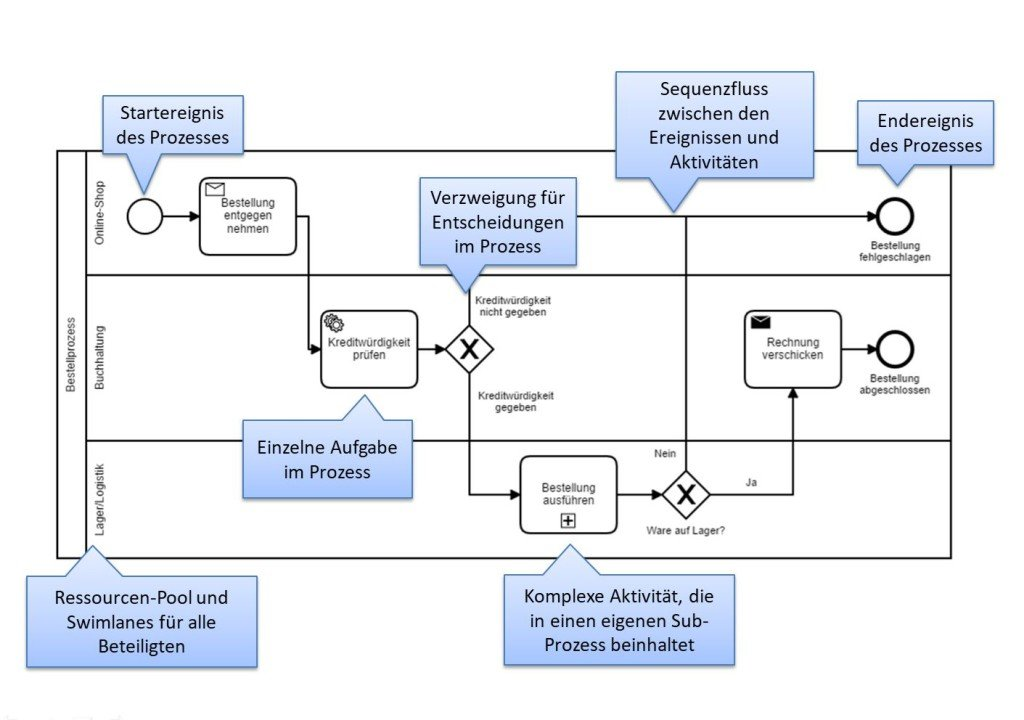 Startereignis
des Prozesses
Sequenzfluss
zwischen den
Ereignissen und
Aktivitäten
Endereignis
des Prozesses
Verzweigung für
Entscheidungen
im Prozess
Bestellprozess
Online-Shop
Bestellung
entgegen
nehmen
Bestellung
fehlgeschlagen
Buchhaltung
Kreditwürdigkeit
prüfen
Kreditwürdigkeit
nicht gegeben
X
Kreditwürdigkeit
gegeben
Rechnung
verschicken
Bestellung
abgeschlossen
Einzelne Aufgabe
im Prozess
Lager/Logistik
Bestellung
ausführen
Nein
X
Ja
Ware auf Lager?
Ressourcen-Pool und
Swimlanes für alle
Beteiligten
Komplexe Aktivität, die
in einen eigenen Sub-
Prozess beinhaltet